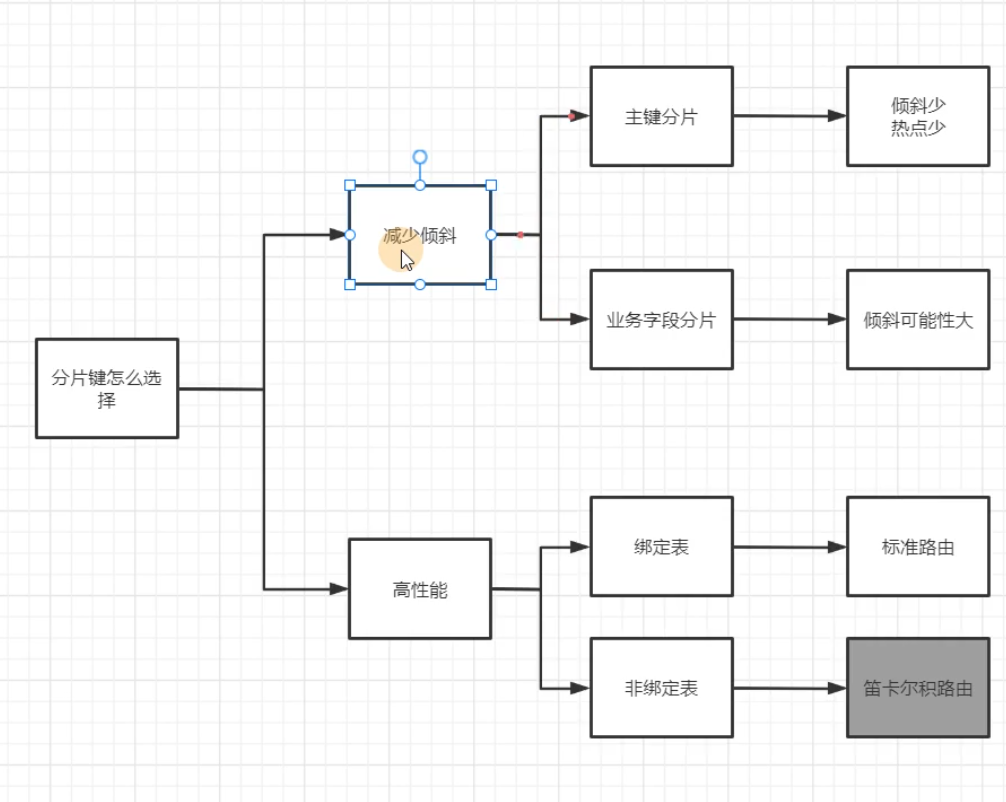 主键分片
倾斜少
热点少
减少倾斜
业务字段分片
倾斜可能性大
分片键怎么选
择
绑定表
标准路由
高性能
非绑定表
笛卡尔积路由